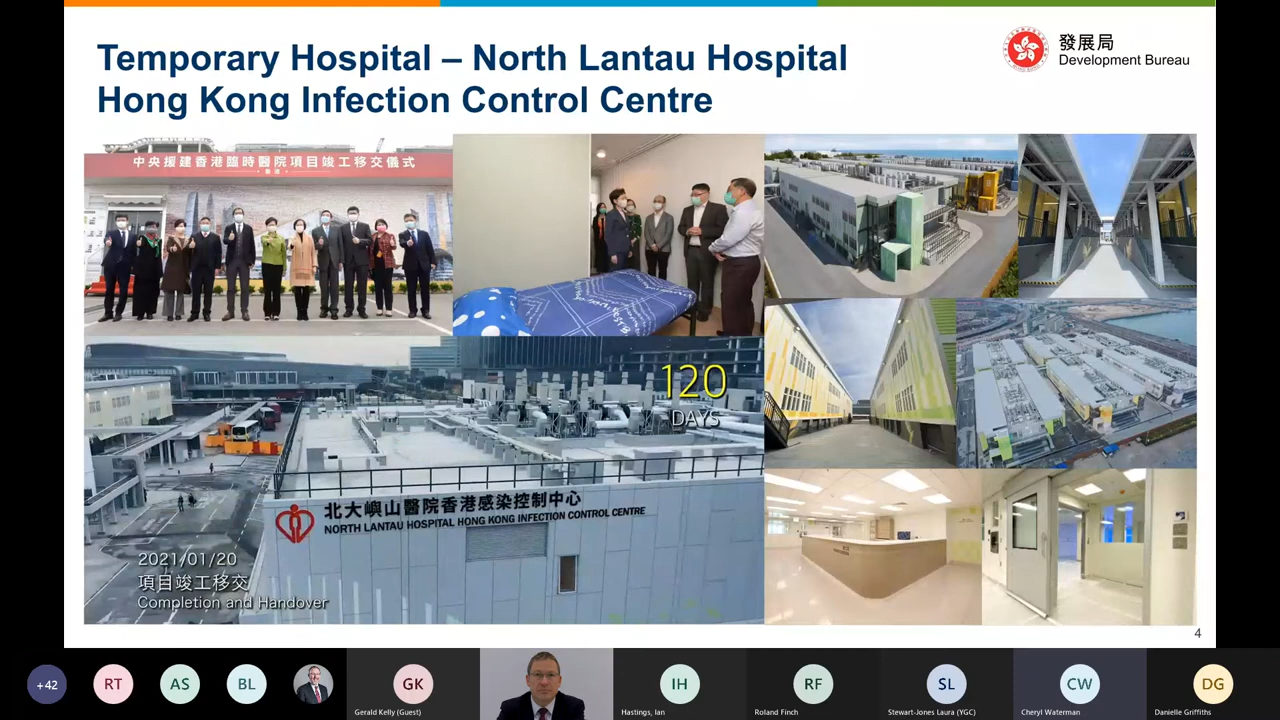 Temporary Hospital – North Lantau Hospital
Hong Kong Infection Control Centre
發展局
Development Bureau
中央援建香港臨時醫院項目竣工移交儀式
120
DAYS
北大嶼山醫院香港感染控制中心
NORTH LANTAU HOSPITAL HONG KONG INFECTION CONTROL CENTRE
2021/01/20
項目竣工移交
Completion and Handover
4
+42
RT
AS
BL
GK
IH
RF
SL
CW
DG
Gerald Kelly (Guest)
Hastings, Ian
Roland Finch
Stewart-Jones Laura (YGC)
Cheryl Waterman
Danielle Griffiths